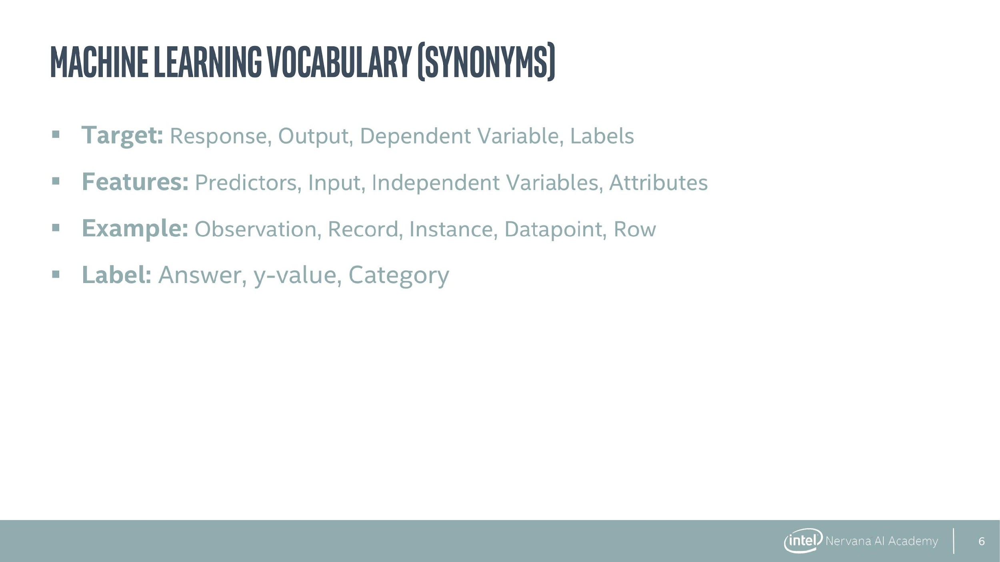 MACHINE LEARNING VOCABULARY (SYNONYMS)
▪ Target: Response, Output, Dependent Variable, Labels
▪ Features: Predictors, Input, Independent Variables, Attributes
▪ Example: Observation, Record, Instance, Datapoint, Row
▪ Label: Answer, y-value, Category
intel Nervana AI Academy | 6